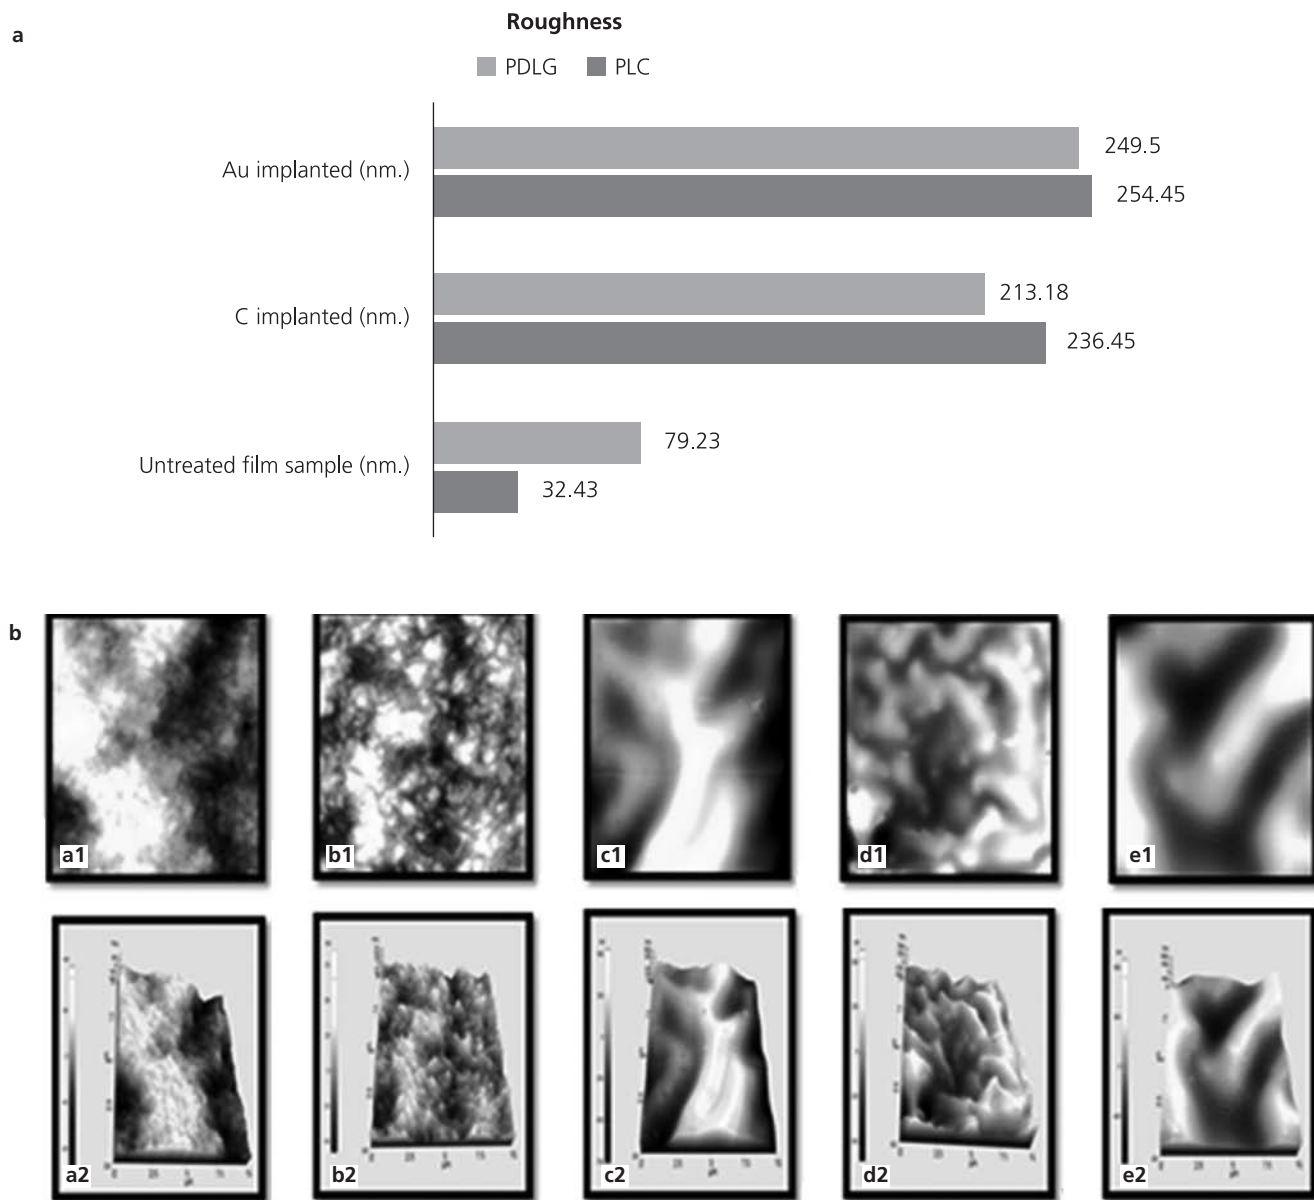 a
Roughness
PDLG PLC
Au implanted (nm.)
249.5
254.45
C implanted (nm.)
213.18
236.45
Untreated film sample (nm.)
79.23
32.43
b
a1 b1 c1 d1 e1
a2 b2 c2 d2 e2